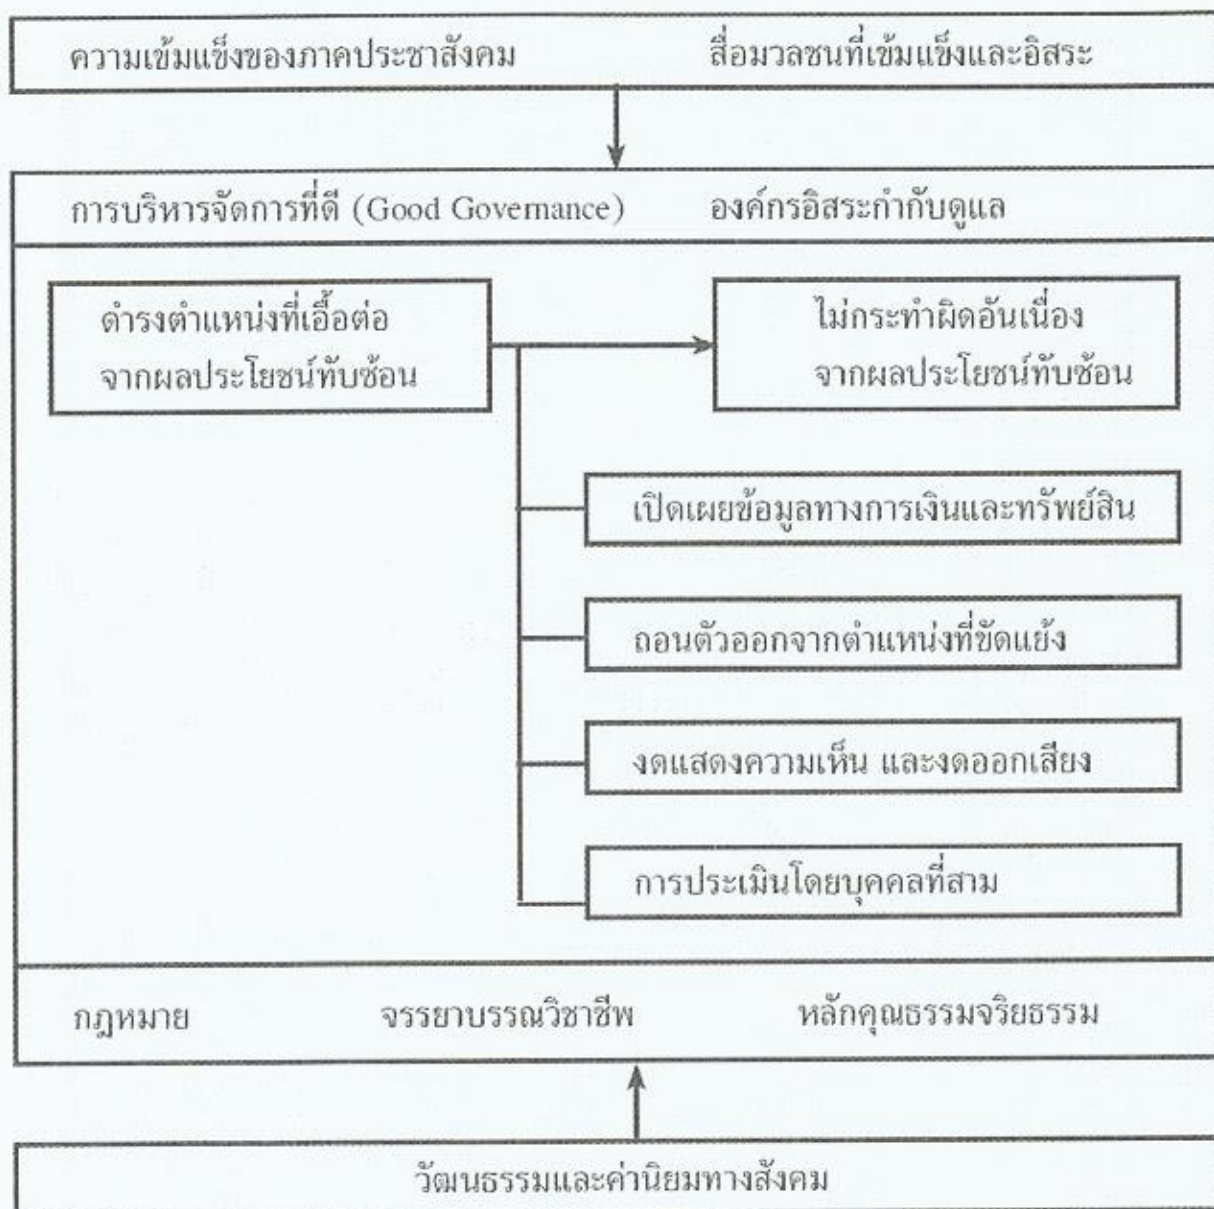 ความเข้มแข็งของภาคประชาสังคม สื่อมวลชนที่เข้มแข็งและอิสระ
การบริหารจัดการที่ดี (Good Governance) องค์กรอิสระกำกับดูแล
ดำรงตำแหน่งที่เอื้อต่อ
จากผลประโยชน์ทับซ้อน
ไม่กระทำผิดอันเนื่อง
จากผลประโยชน์ทับซ้อน
เปิดเผยข้อมูลทางการเงินและทรัพย์สิน
ถอนตัวออกจากตำแหน่งที่ขัดแย้ง
งดแสดงความเห็น และงดออกเสียง
การประเมินโดยบุคคลที่สาม
กฎหมาย จรรยาบรรณวิชาชีพ หลักคุณธรรมจริยธรรม
วัฒนธรรมและค่านิยมทางสังคม